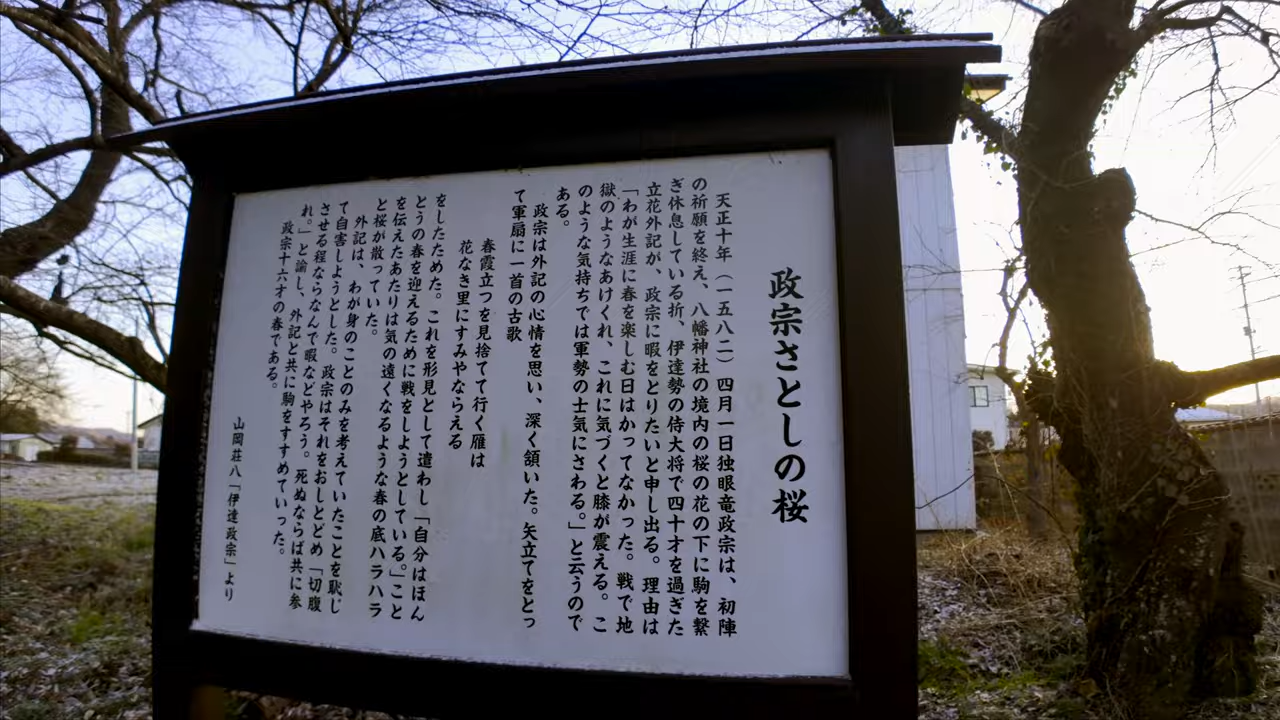 政宗さとしの桜
天正十年（一五八二）四月一日独眼竜政宗は、初陣
の祈願を終え、八幡神社の境内の桜の花の下に駒を繋
ぎ休息している折、伊達勢の侍大将で四十才を過ぎた
立花外記が、政宗に暇をとりたいと申し出る。理由は
「わが生涯に春を楽しむ日はかってなかった。戦で地
獄のようなあけくれ、これに気づくと膝が震える。こ
のような気持ちでは軍勢の士気にさわる。」と云うので
ある。
政宗は外記の心情を思い、深く頷いた。矢立てをとっ
て軍扇に一首の古歌
春霞立つを見捨てて行く雁は
花なき里にすみやならえる
をしたためた。これを形見として遣わし「自分はほん
とうの春を迎えるために戦をしようとしている。」こと
を伝えたあたりは気の遠くなるような春の底ハラハラ
と桜が散っていた。
外記は、わが身のことのみを考えていたことを恥じ
て自害しようとした。政宗はそれをおしとどめ「切腹
させる程ならなんで暇などやろう。死ぬならば共に参
れ。」と諭し、外記と共に駒をすすめていった。
政宗十六才の春である。
山岡荘八「伊達政宗」より